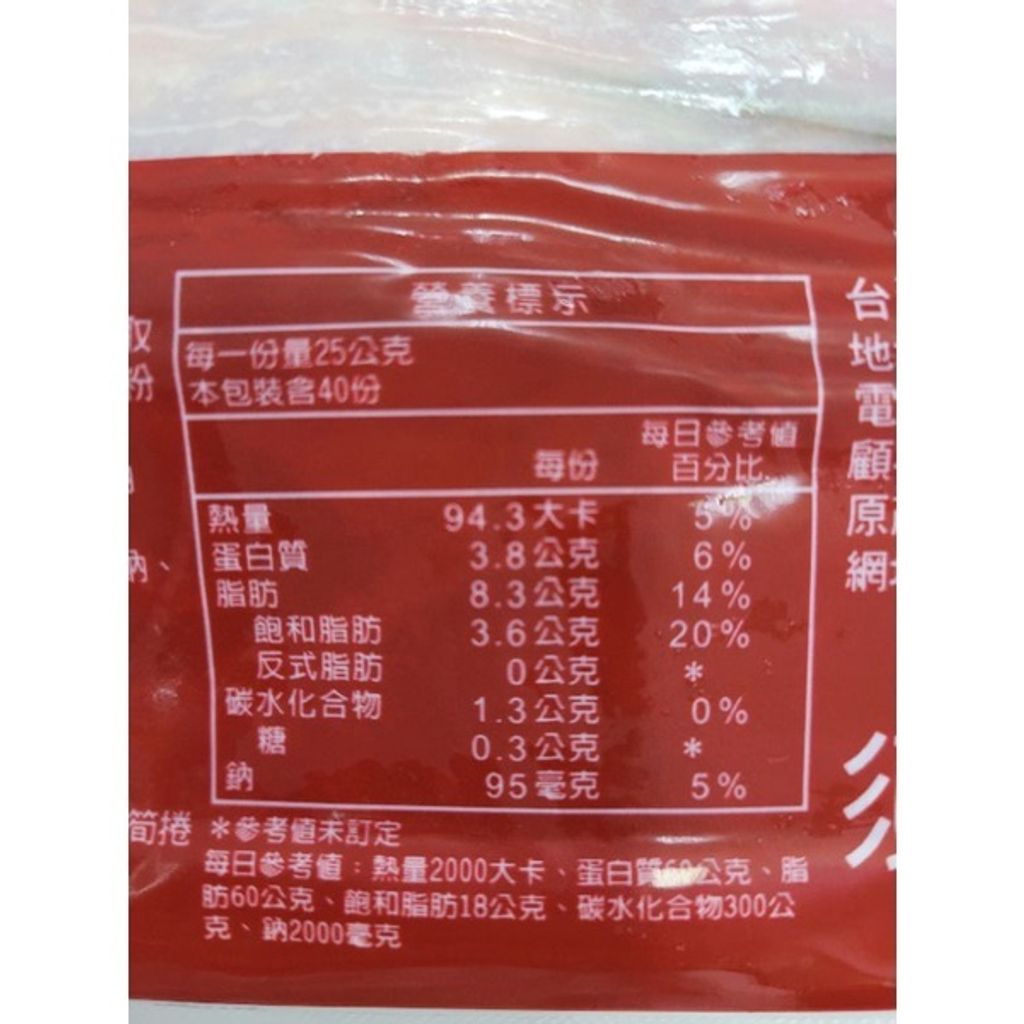 營養標示
每一份量25公克
本包裝含40份
每日參考值
每份 百分比
熱量 94.3大卡 5%
蛋白質 3.8公克 6%
脂肪 8.3公克 14%
飽和脂肪 3.6公克 20%
反式脂肪 0公克 *
碳水化合物 1.3公克 0%
糖 0.3公克 *
鈉 95毫克 5%
*參考值未訂定
每日參考值：熱量2000大卡、蛋白質60公克、脂
肪60公克、飽和脂肪18公克、碳水化合物300公
克、鈉2000毫克
粉
鈉、
筍捲
台
地
電
顧
原
網